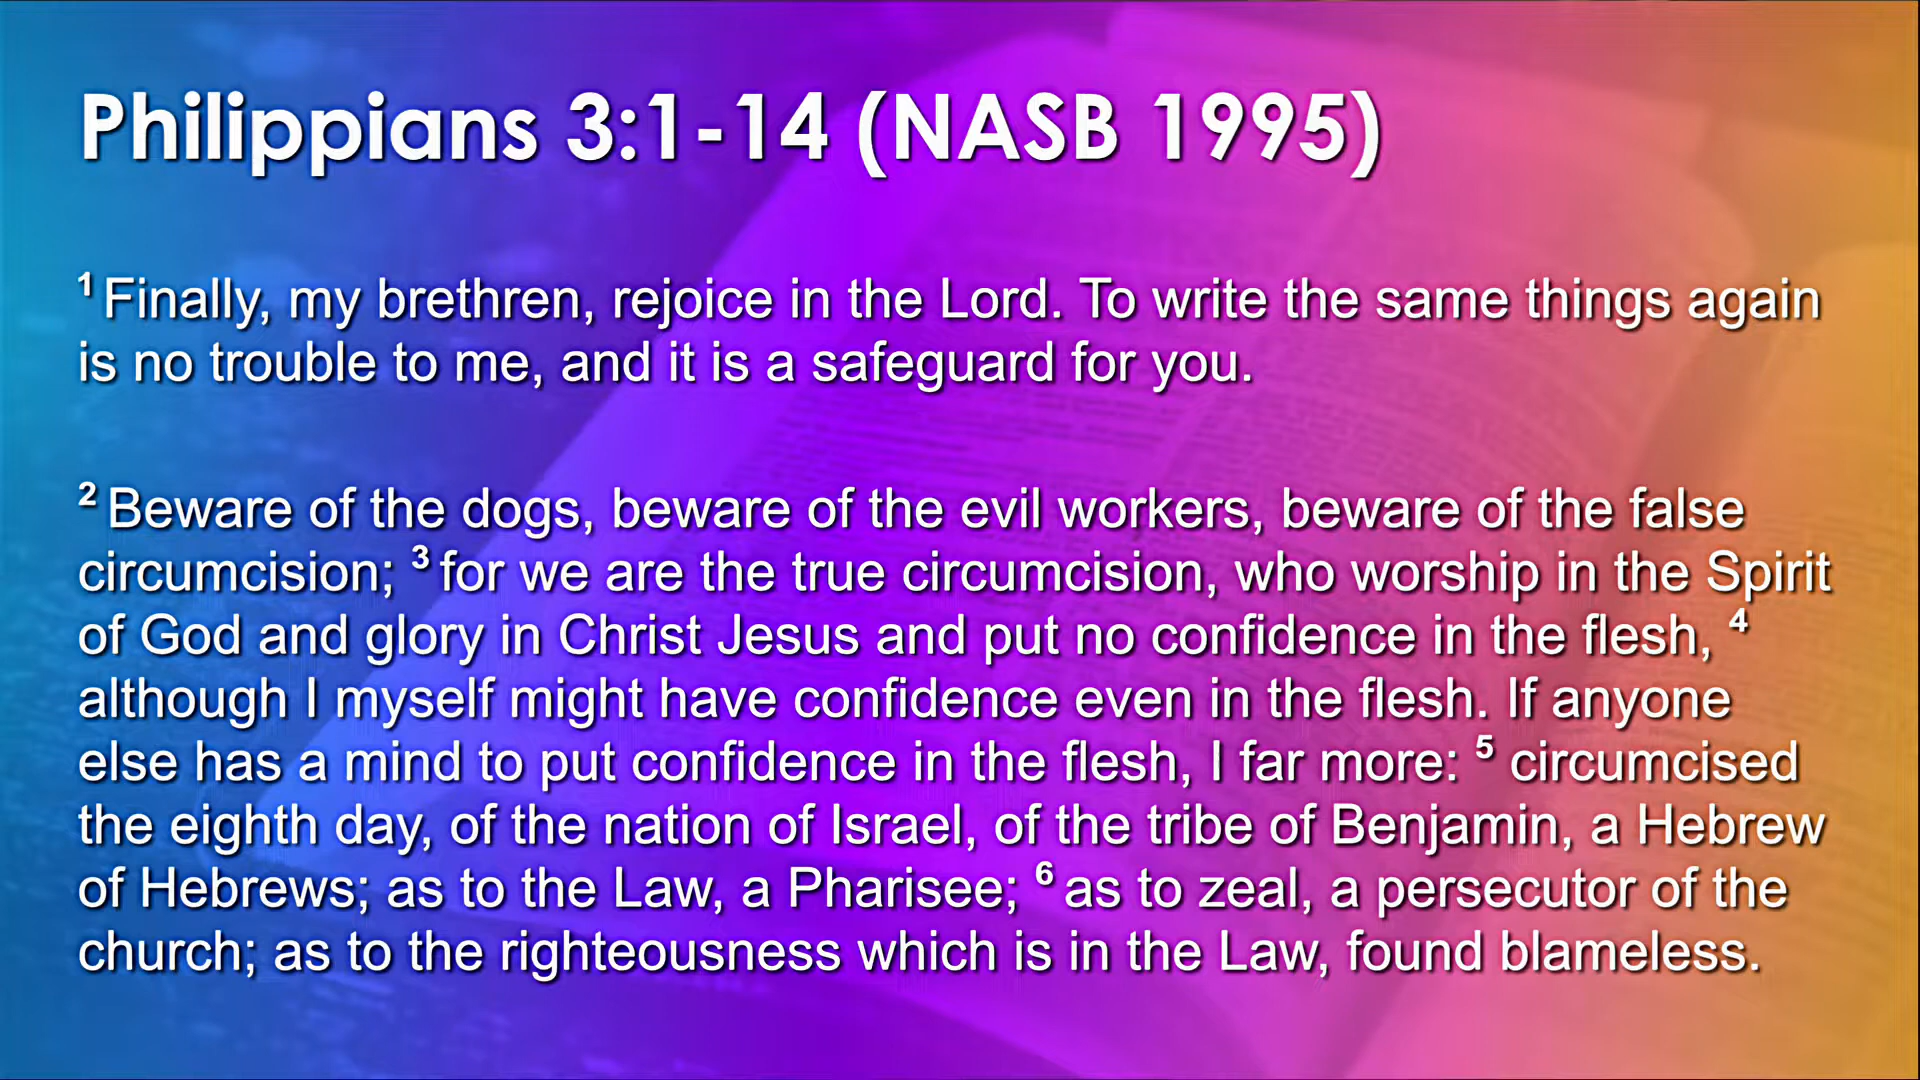 Philippians 3:1-14 (NASB 1995)
1 Finally, my brethren, rejoice in the Lord. To write the same things again
is no trouble to me, and it is a safeguard for you.
2 Beware of the dogs, beware of the evil workers, beware of the false
circumcision; 3 for we are the true circumcision, who worship in the Spirit
of God and glory in Christ Jesus and put no confidence in the flesh, 4
although I myself might have confidence even in the flesh. If anyone
else has a mind to put confidence in the flesh, I far more: 5 circumcised
the eighth day, of the nation of Israel, of the tribe of Benjamin, a Hebrew
of Hebrews; as to the Law, a Pharisee; 6 as to zeal, a persecutor of the
church; as to the righteousness which is in the Law, found blameless.